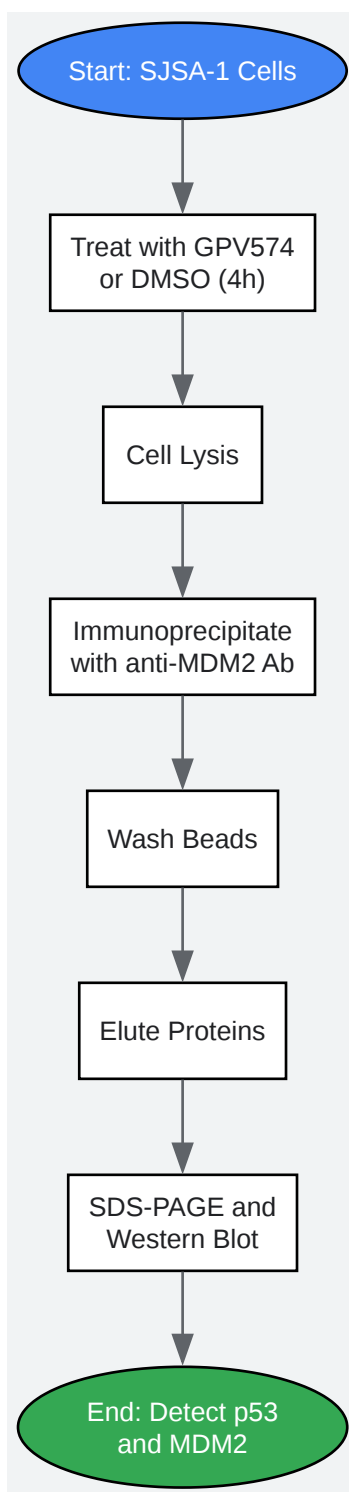 Start: SJSA-1 Cells
Treat with GPV574
or DMSO (4h)
Cell Lysis
Immunoprecipitate
with anti-MDM2 Ab
Wash Beads
Elute Proteins
SDS-PAGE and
Western Blot
End: Detect p53
and MDM2